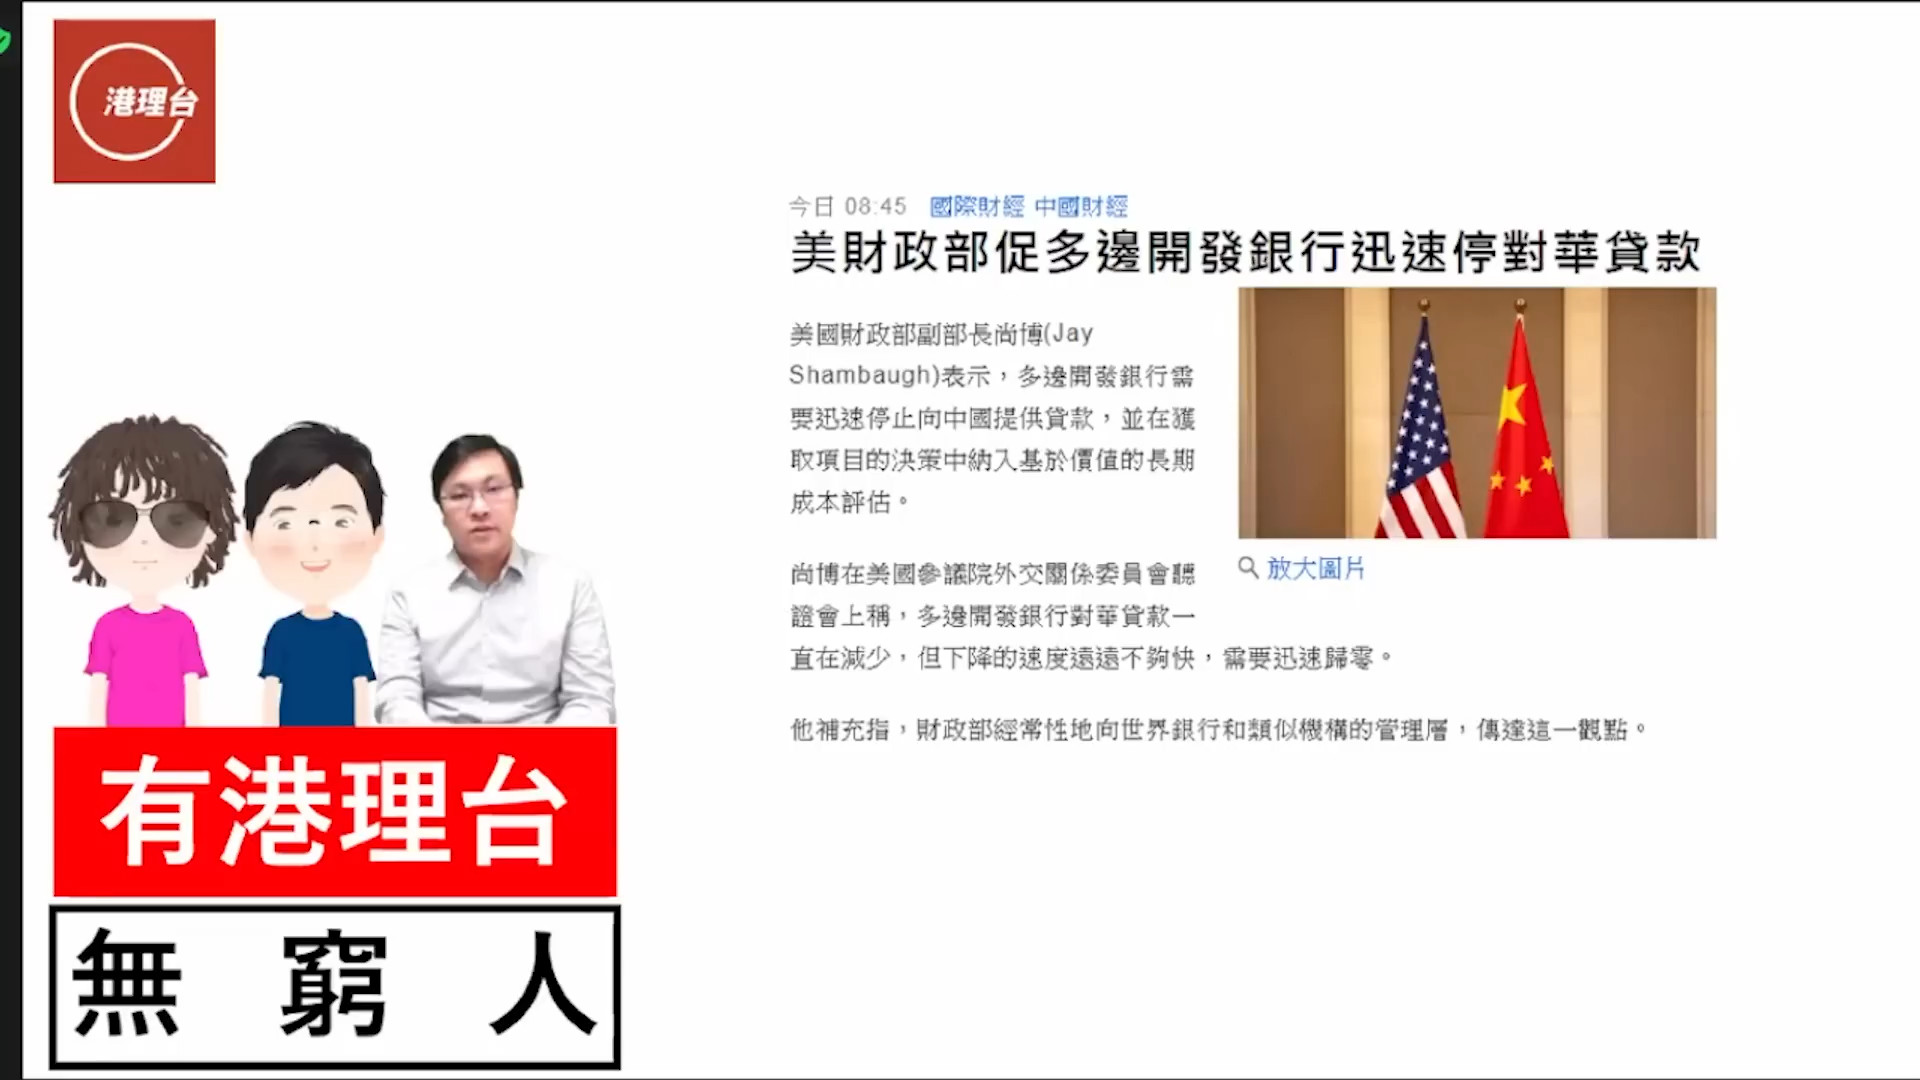 港理台
今日 08:45 國際財經 中國財經
美財政部促多邊開發銀行迅速停對華貸款
美國財政部副部長尚博(Jay
Shambaugh)表示，多邊開發銀行需
要迅速停止向中國提供貸款，並在獲
取項目的決策中納入基於價值的長期
成本評估。
放大圖片
尚博在美國參議院外交關係委員會聽
證會上稱，多邊開發銀行對華貸款一
直在減少，但下降的速度遠遠不夠快，需要迅速歸零。
他補充指，財政部經常性地向世界銀行和類似機構的管理層，傳達這一觀點。
有港理台
無窮人